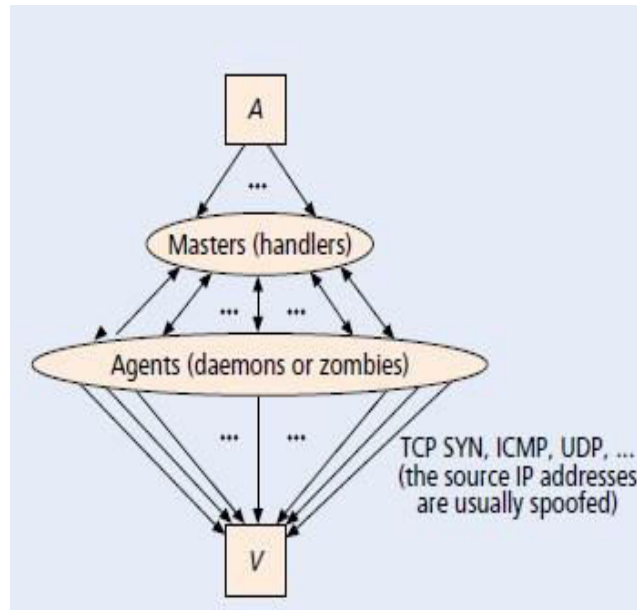 A
...
Masters (handlers)
... ...
Agents (daemons or zombies)
... ...
TCP SYN, ICMP, UDP, ...
(the source IP addresses
are usually spoofed)
V